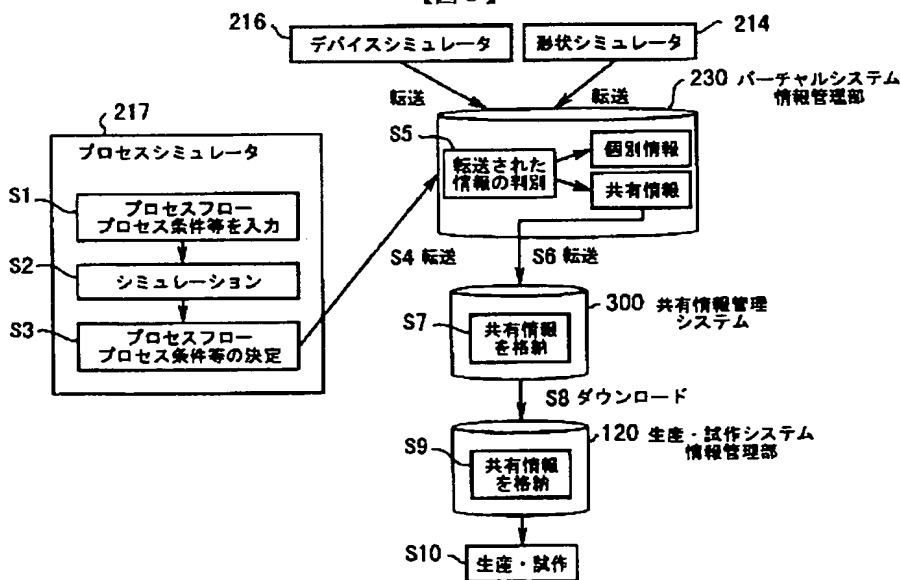 216
デバイスシミュレータ
形状シミュレータ
214
転送
転送
230 バーチャルシステム
情報管理部
217
プロセスシミュレータ
S1
プロセスフロー
プロセス条件等を入力
S2
シミュレーション
S3
プロセスフロー
プロセス条件等の決定
S4 転送
S5
転送された
情報の判別
個別情報
共有情報
S6 転送
300 共有情報管理
システム
S7
共有情報
を格納
S8 ダウンロード
120 生産・試作システム
情報管理部
S9
共有情報
を格納
S10
生産・試作